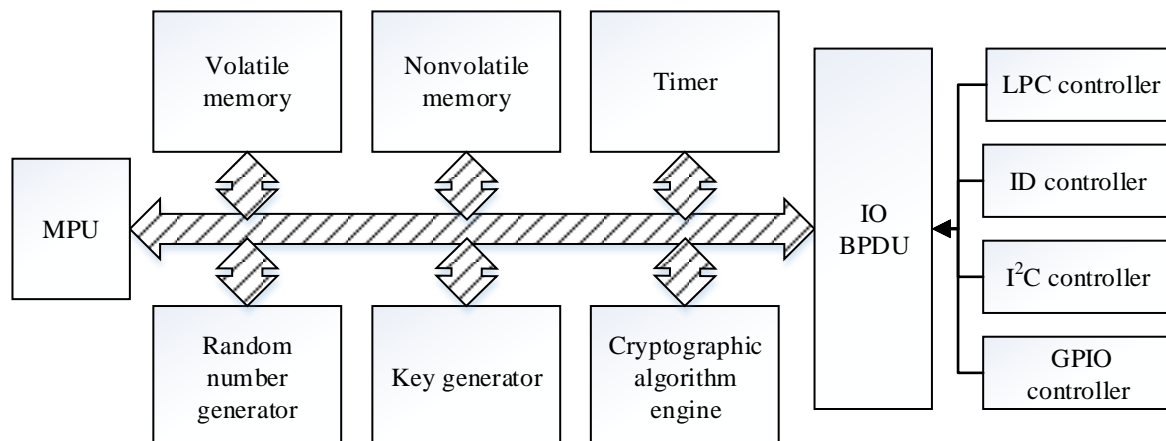 Volatile
memory
Nonvolatile
memory
Timer
MPU
Random
number
generator
Key generator
Cryptographic
algorithm
engine
IO
BPDU
LPC controller
ID controller
I²C controller
GPIO
controller